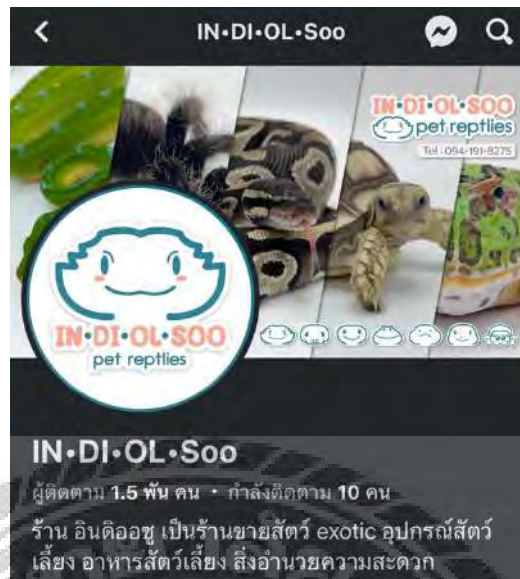 IN•DI•OL•Soo
IN•DI•OL•SOO
pet reptlies
Tel : 094-191-8275
IN•DI•OL•SOO
pet reptlies
IN•DI•OL•Soo
ผู้ติดตาม 1.5 พัน คน • กำลังติดตาม 10 คน
ร้าน อินดิออซู เป็นร้านขายสัตว์ exotic อุปกรณ์สัตว์
เลี้ยง อาหารสัตว์เลี้ยง สิ่งอำนวยความสะดวก